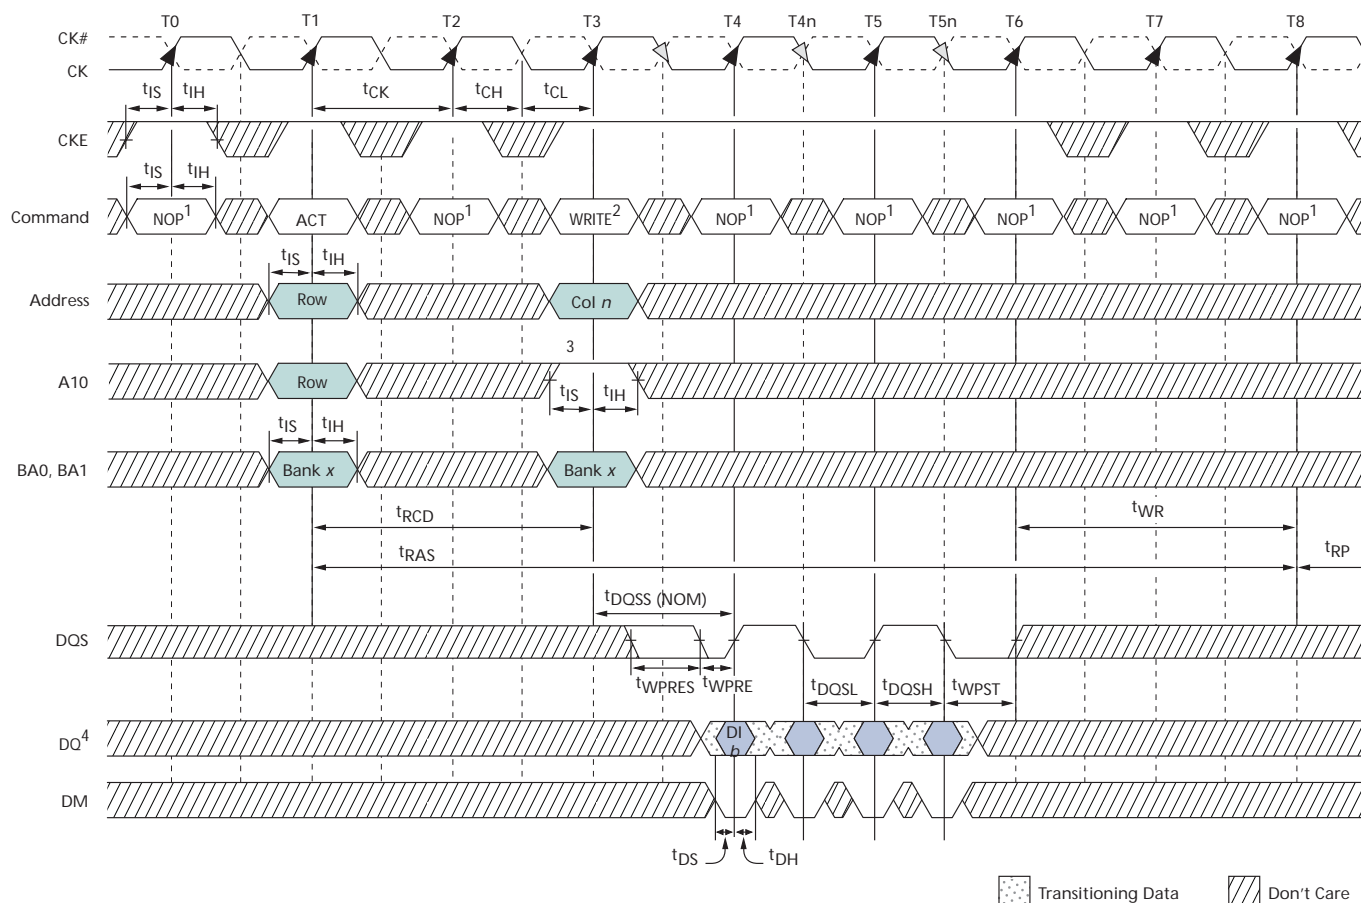 T0 T1 T2 T3 T4 T4n T5 T5n T6 T7 T8
CK#
CK
tIS tIH tCK tCH tCL
CKE
tIS tIH
Command NOP1 ACT NOP1 WRITE2 NOP1 NOP1 NOP1 NOP1 NOP1
tIS tIH
Address Row Col n
3
A10 Row
tIS tIH
tIS tIH
BA0, BA1 Bank x Bank x
tRCD tWR
tRAS tRP
tDQSS (NOM)
DQS
tWPRES tWPRE tDQSL tDQSH tWPST
DQ4 DI
b
DM
tDS tDH
Transitioning Data Don't Care